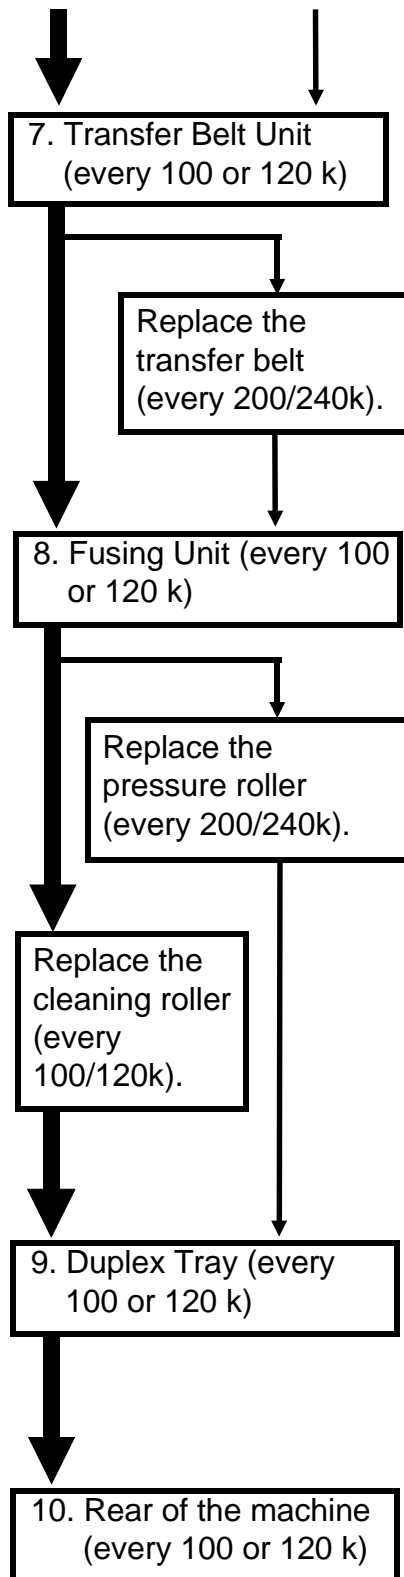 7. Transfer Belt Unit
(every 100 or 120 k)
Replace the
transfer belt
(every 200/240k).
8. Fusing Unit (every 100
or 120 k)
Replace the
pressure roller
(every 200/240k).
Replace the
cleaning roller
(every
100/120k).
9. Duplex Tray (every
100 or 120 k)
10. Rear of the machine
(every 100 or 120 k)